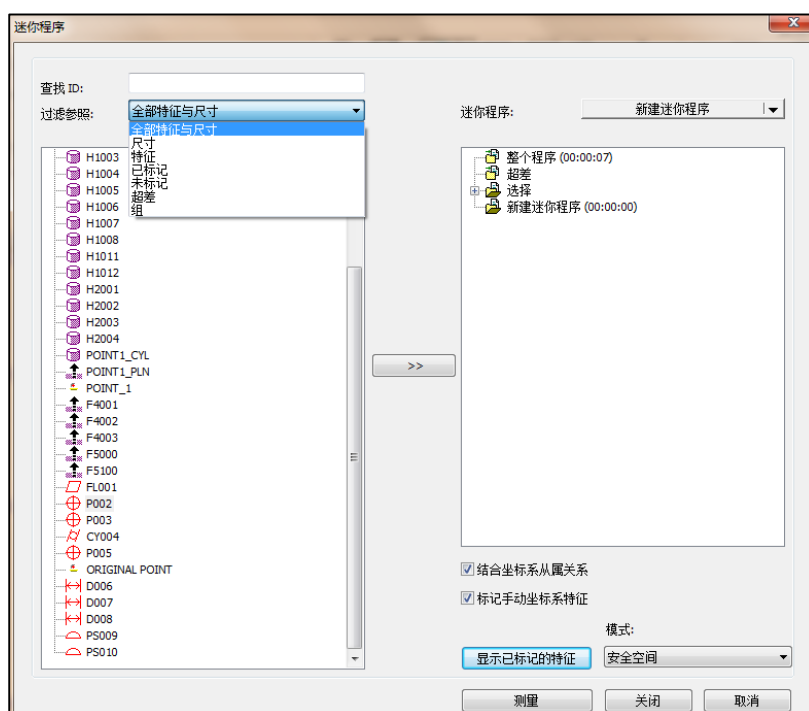 迷你程序
查找 ID:
过滤参照:
全部特征与尺寸
全部特征与尺寸
尺寸
特征
已标记
未标记
超差
组
H1003
H1004
H1005
H1006
H1007
H1008
H1011
H1012
H2001
H2002
H2003
H2004
POINT1_CYL
POINT1_PLN
POINT_1
F4001
F4002
F4003
F5000
F5100
FL001
P002
P003
CY004
P005
ORIGINAL POINT
D006
D007
D008
PS009
PS010
>>
迷你程序:
新建迷你程序
整个程序 (00:00:07)
超差
选择
新建迷你程序 (00:00:00)
结合坐标系从属关系
标记手动坐标系特征
模式:
显示已标记的特征
安全空间
测量
关闭
取消